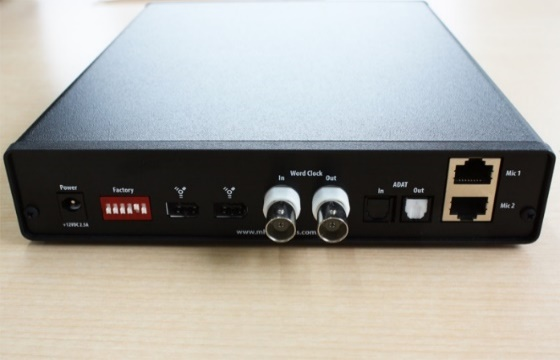 Power
Factory
In
Word Clock
Out
In
ADAT
Out
Mic 1
Mic 2
+12VDC 2.5A